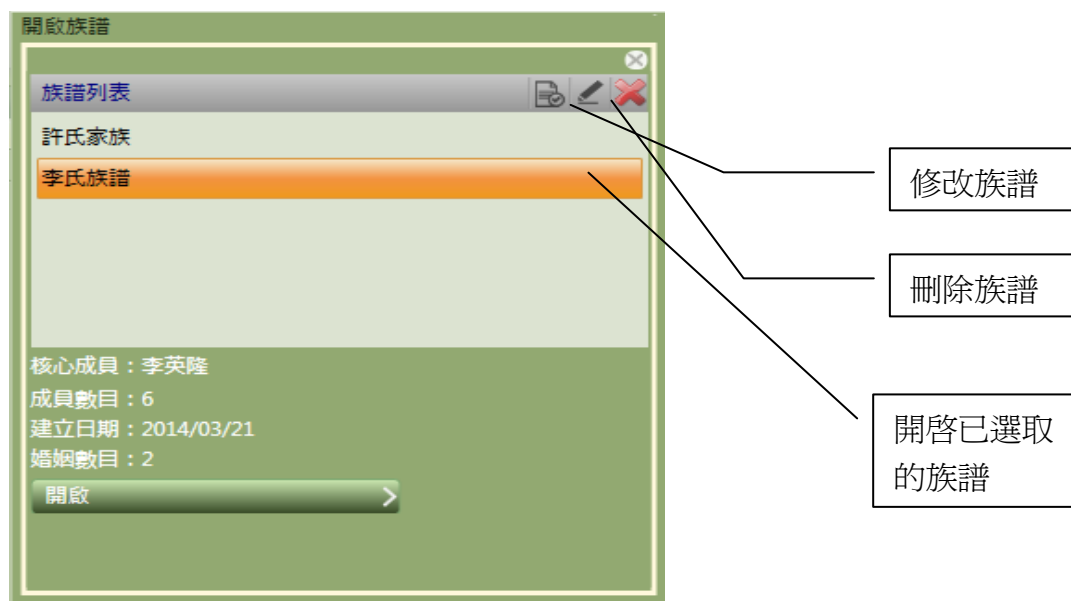 開啟族譜
族譜列表
許氏家族
李氏族譜
核心成員：李英隆
成員數目：6
建立日期：2014/03/21
婚姻數目：2
開啟
修改族譜
刪除族譜
開啓已選取
的族譜